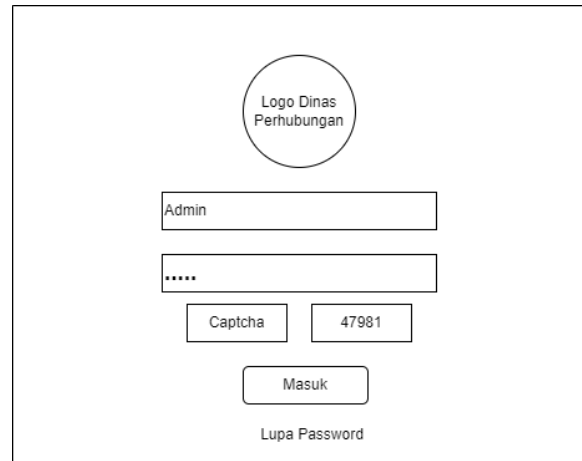 Logo Dinas
Perhubungan
Admin
.....
Captcha
47981
Masuk
Lupa Password